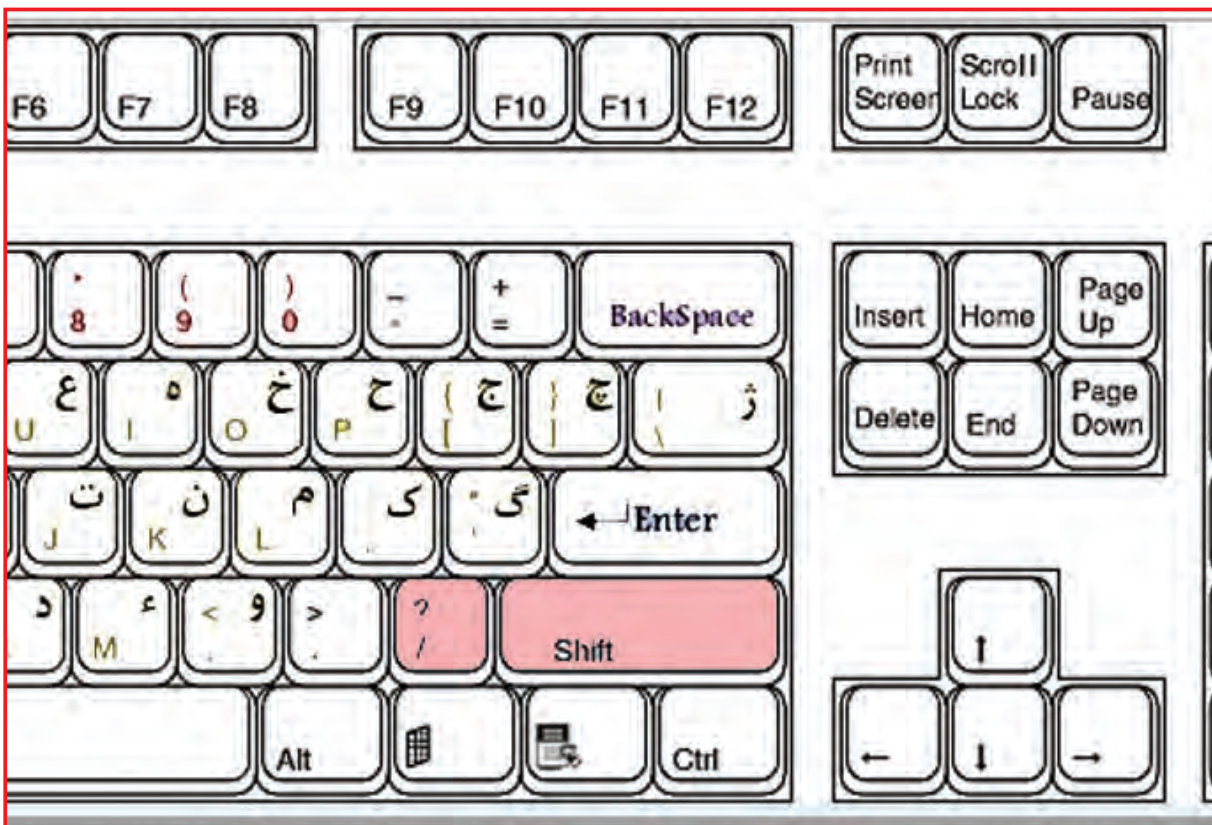 F6 F7 F8 F9 F10 F11 F12 Print Screen Scroll Lock Pause
* ( ) _ +
8 9 0 - = BackSpace Insert Home Page Up
ع ه خ ح { ج } چ | ژ
U I O P [ ] \ Delete End Page Down
ت ن م ک " گ
J K L Enter
د ء < و > ?
M . / Shift ↑
Alt Ctrl ← ↓ →